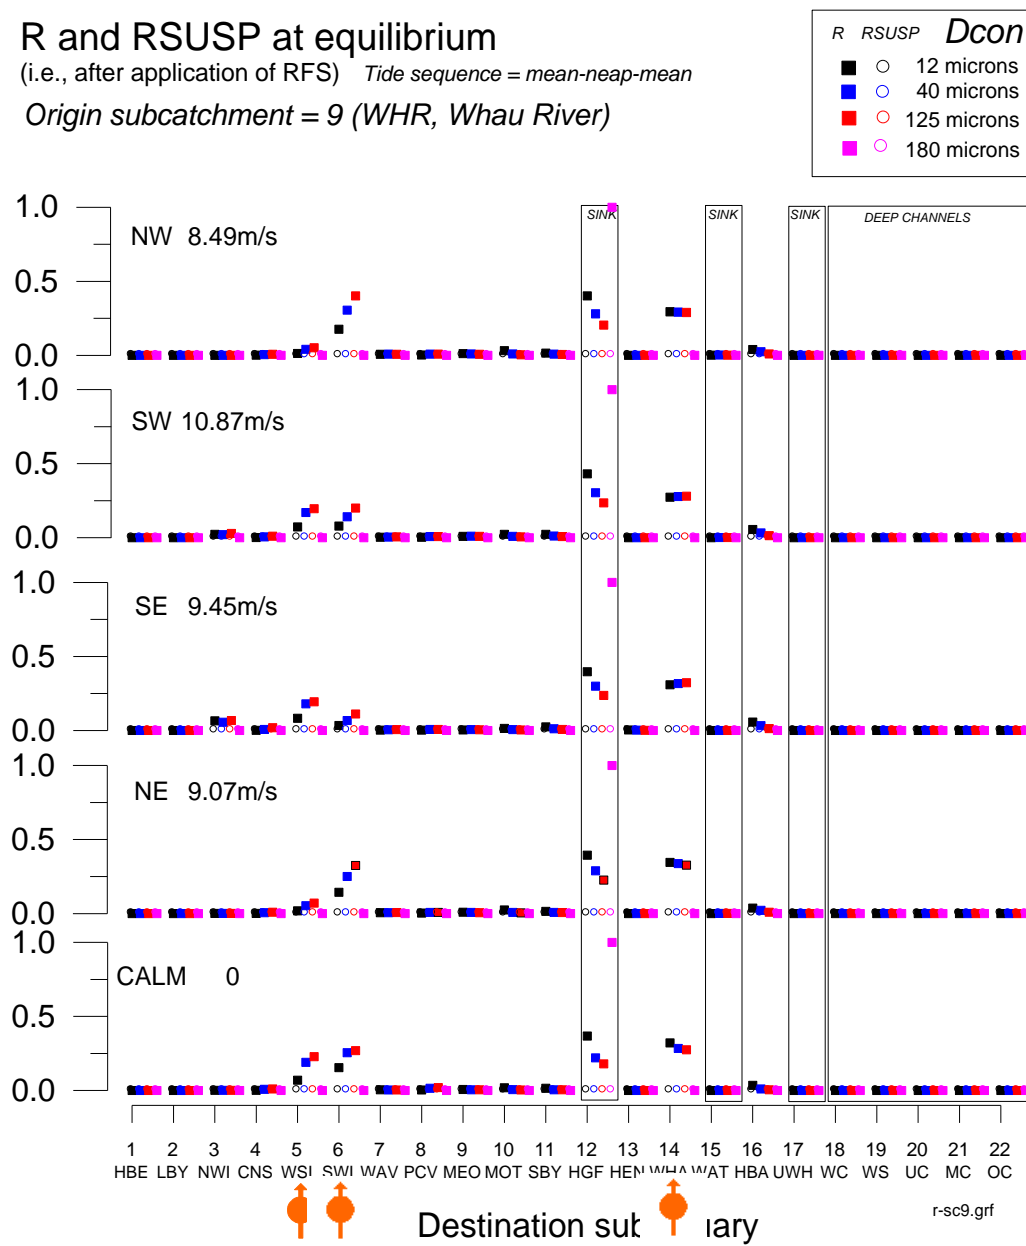 R and RSUSP at equilibrium
(i.e., after application of RFS) Tide sequence = mean-neap-mean
Origin subcatchment = 9 (WHR, Whau River)
R RSUSP Dcon
12 microns
40 microns
125 microns
180 microns
1.0
0.5
0.0
NW 8.49m/s
SINK
SINK
SINK
DEEP CHANNELS
1.0
0.5
0.0
SW 10.87m/s
1.0
0.5
0.0
SE 9.45m/s
1.0
0.5
0.0
NE 9.07m/s
1.0
0.5
0.0
CALM 0
1 2 3 4 5 6 7 8 9 10 11 12 13 14 15 16 17 18 19 20 21 22
HBE LBY NWI CNS WSI SWI WAV PCV MEO MOT SBY HGF HEN WHA WAT HBA UWH WC WS UC MC OC
Destination sub uary
r-sc9.grf